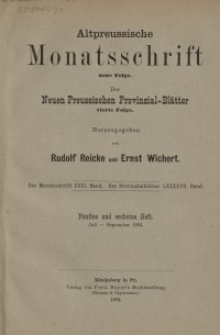 Altpreussische
Monatsschrift
neue Folge.
Der
Neuen Preussischen Provinzial-Blätter
vierte Folge.
Herausgegeben
von
Rudolf Reicke und Ernst Wichert.
Der Monatsschrift XXXI. Band. Der Provinzialblätter LXXXXVII. Band.
Fünftes und sechstes Heft.
Juli — September 1894.
Königsberg in Pr.
Verlag von Ferd. Beyer's Buchhandlung
1894.